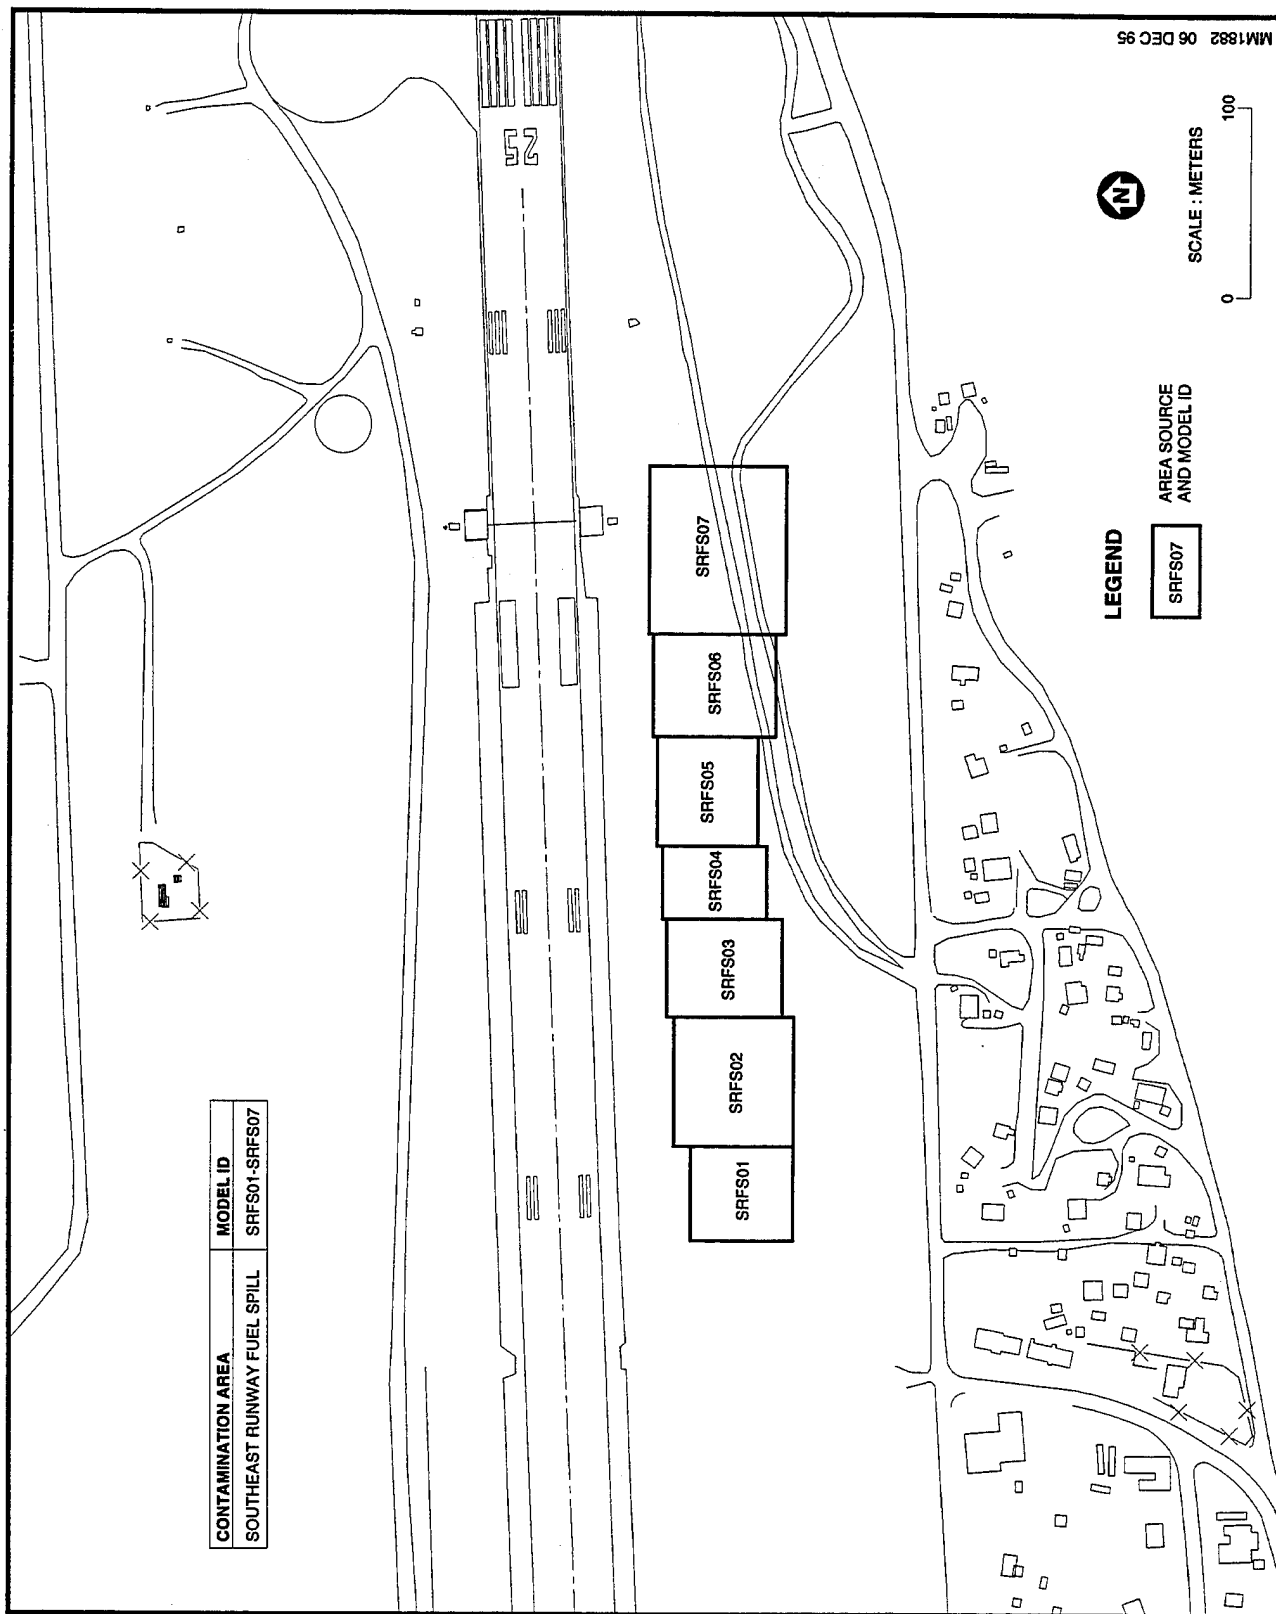 CONTAMINATION AREA MODEL ID
SOUTHEAST RUNWAY FUEL SPILL SRFS01-SRFS07
25
SRFS01
SRFS02
SRFS03
SRFS04
SRFS05
SRFS06
SRFS07
LEGEND
SRFS07
AREA SOURCE
AND MODEL ID
N
SCALE : METERS
0 100
MM1882 06 DEC 95